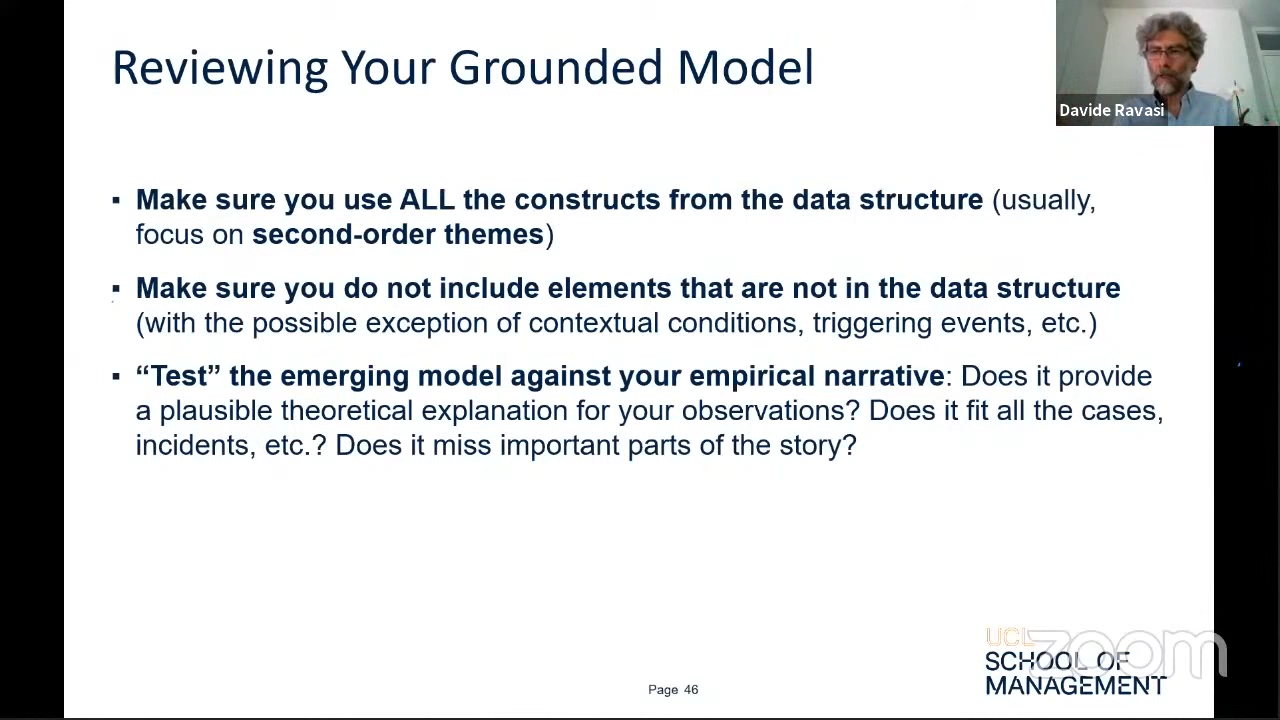 Reviewing Your Grounded Model
Davide Ravasi
▪ Make sure you use ALL the constructs from the data structure (usually,
focus on second-order themes)
▪ Make sure you do not include elements that are not in the data structure
(with the possible exception of contextual conditions, triggering events, etc.)
▪ “Test” the emerging model against your empirical narrative: Does it provide
a plausible theoretical explanation for your observations? Does it fit all the cases,
incidents, etc.? Does it miss important parts of the story?
UCL
zoom
SCHOOL OF
MANAGEMENT
Page 46